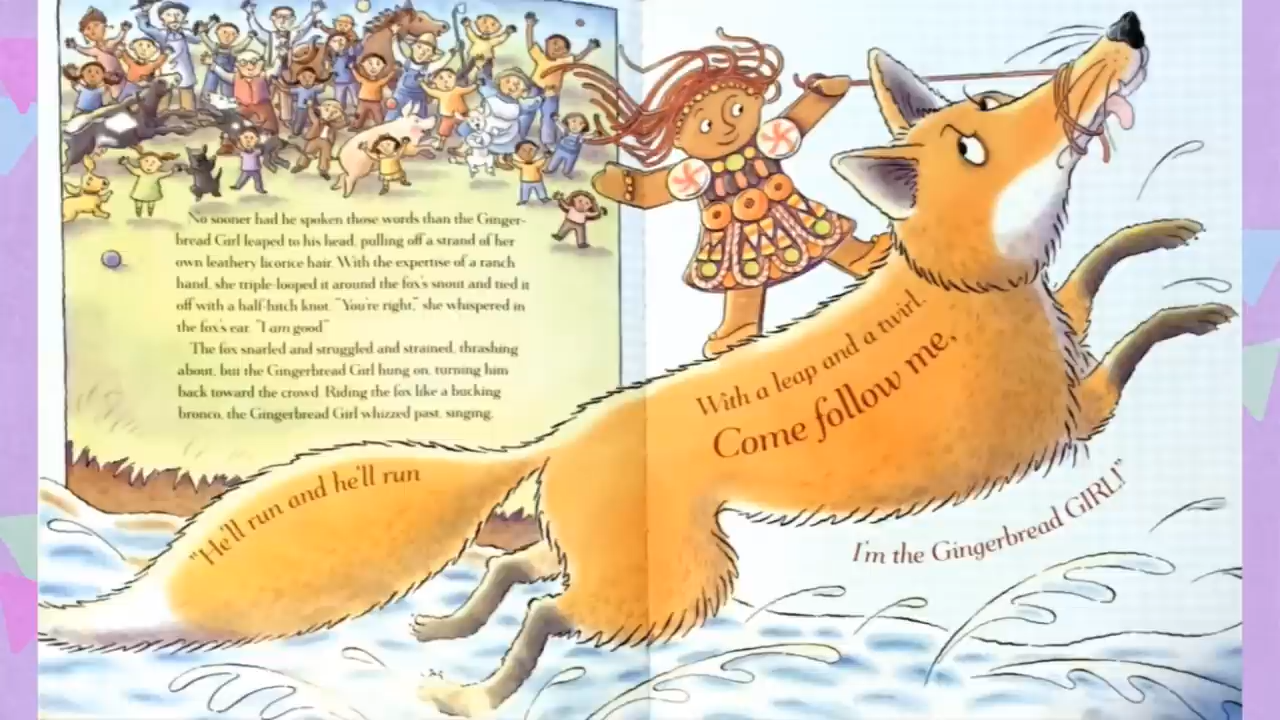 No sooner had he spoken those words than the Ginger-
bread Girl leaped to his head, pulling off a strand of her
own leathery licorice hair. With the expertise of a ranch
hand, she triple-looped it around the fox's snout and tied it
off with a half-hitch knot. "You're right," she whispered in
the fox's ear. "I am good"
The fox snarled and struggled and strained, thrashing
about, but the Gingerbread Girl hung on, turning him
back toward the crowd. Riding the fox like a bucking
bronco, the Gingerbread Girl whizzed past, singing,
"He'll run and he'll run
With a leap and a twirl.
Come follow me,
I'm the Gingerbread GIRL!"